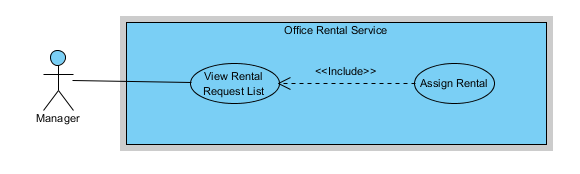 Office Rental Service
<<Include>>
View Rental
Request List
Assign Rental
Manager